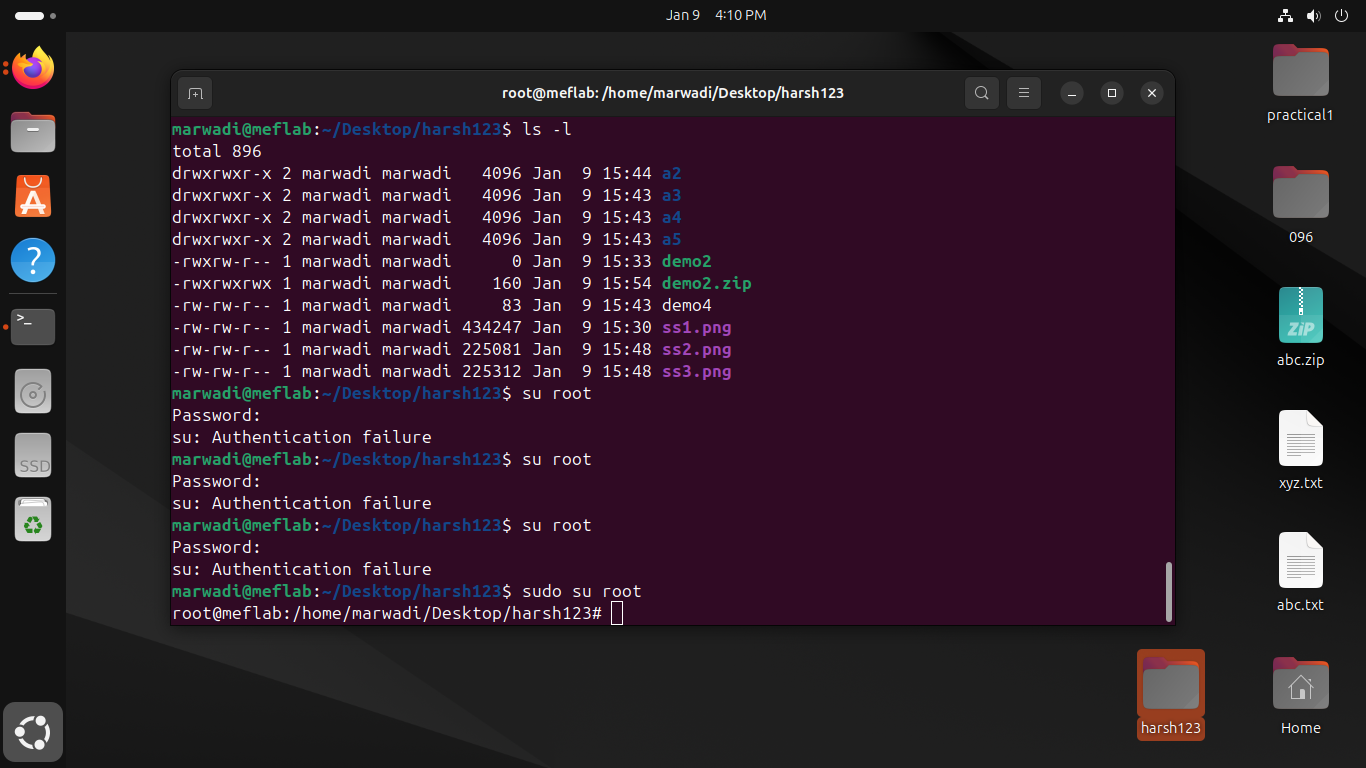 Jan 9 4:10 PM
root@meflab: /home/marwadi/Desktop/harsh123
marwadi@meflab:~/Desktop/harsh123$ ls -l
total 896
drwxrwxr-x 2 marwadi marwadi   4096 Jan  9 15:44 a2
drwxrwxr-x 2 marwadi marwadi   4096 Jan  9 15:43 a3
drwxrwxr-x 2 marwadi marwadi   4096 Jan  9 15:43 a4
drwxrwxr-x 2 marwadi marwadi   4096 Jan  9 15:43 a5
-rwxrw-r-- 1 marwadi marwadi      0 Jan  9 15:33 demo2
-rwxrwxrwx 1 marwadi marwadi    160 Jan  9 15:54 demo2.zip
-rw-rw-r-- 1 marwadi marwadi     83 Jan  9 15:43 demo4
-rw-rw-r-- 1 marwadi marwadi 434247 Jan  9 15:30 ss1.png
-rw-rw-r-- 1 marwadi marwadi 225081 Jan  9 15:48 ss2.png
-rw-rw-r-- 1 marwadi marwadi 225312 Jan  9 15:48 ss3.png
marwadi@meflab:~/Desktop/harsh123$ su root
Password:
su: Authentication failure
marwadi@meflab:~/Desktop/harsh123$ su root
Password:
su: Authentication failure
marwadi@meflab:~/Desktop/harsh123$ su root
Password:
su: Authentication failure
marwadi@meflab:~/Desktop/harsh123$ sudo su root
root@meflab:/home/marwadi/Desktop/harsh123#
practical1
096
ZiP
abc.zip
xyz.txt
abc.txt
harsh123
Home
>_
SSD